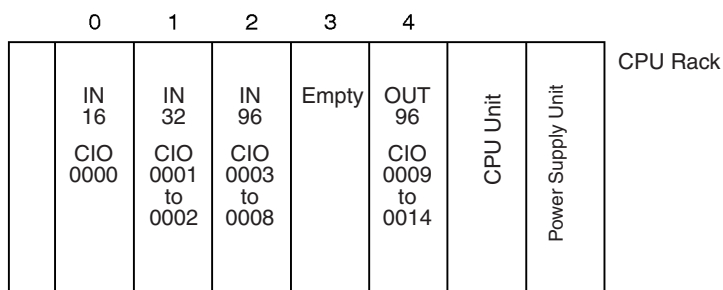 0 1 2 3 4
CPU Rack
IN
16
CIO
0000
IN
32
CIO
0001
to
0002
IN
96
CIO
0003
to
0008
Empty
OUT
96
CIO
0009
to
0014
CPU Unit
Power Supply Unit